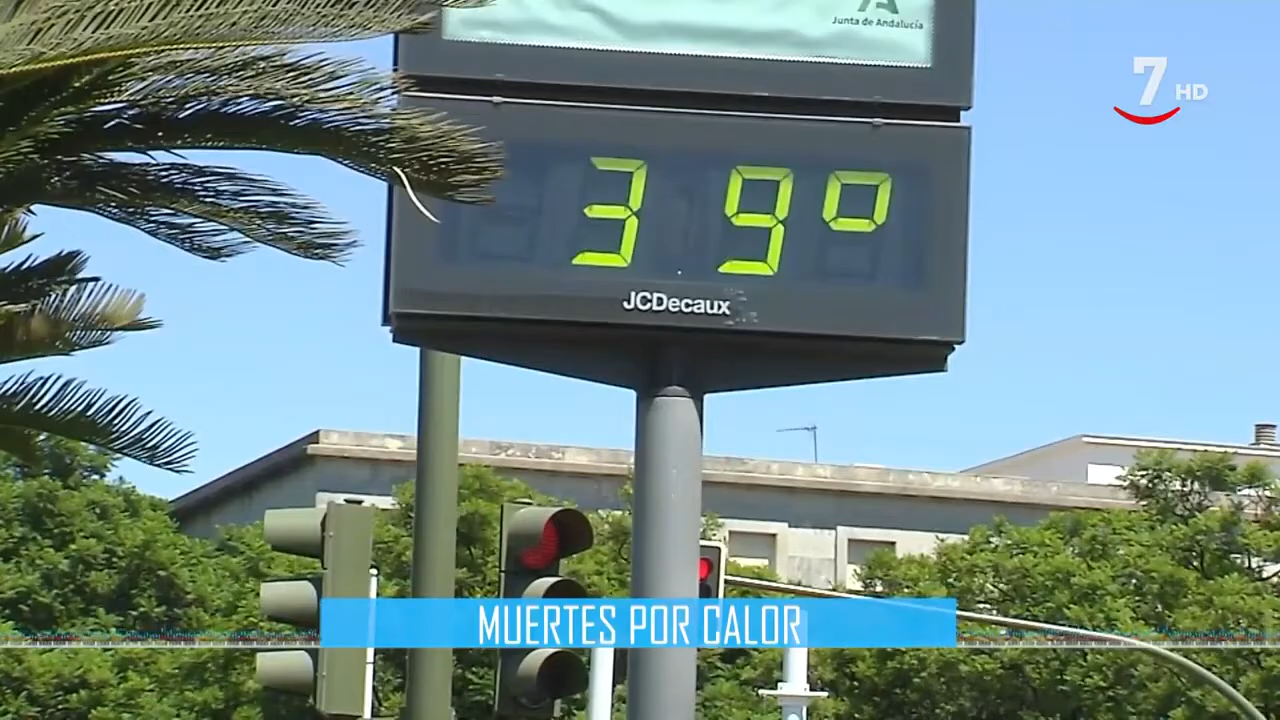 Junta de Andalucía
7 HD
39º
JCDecaux
MUERTES POR CALOR